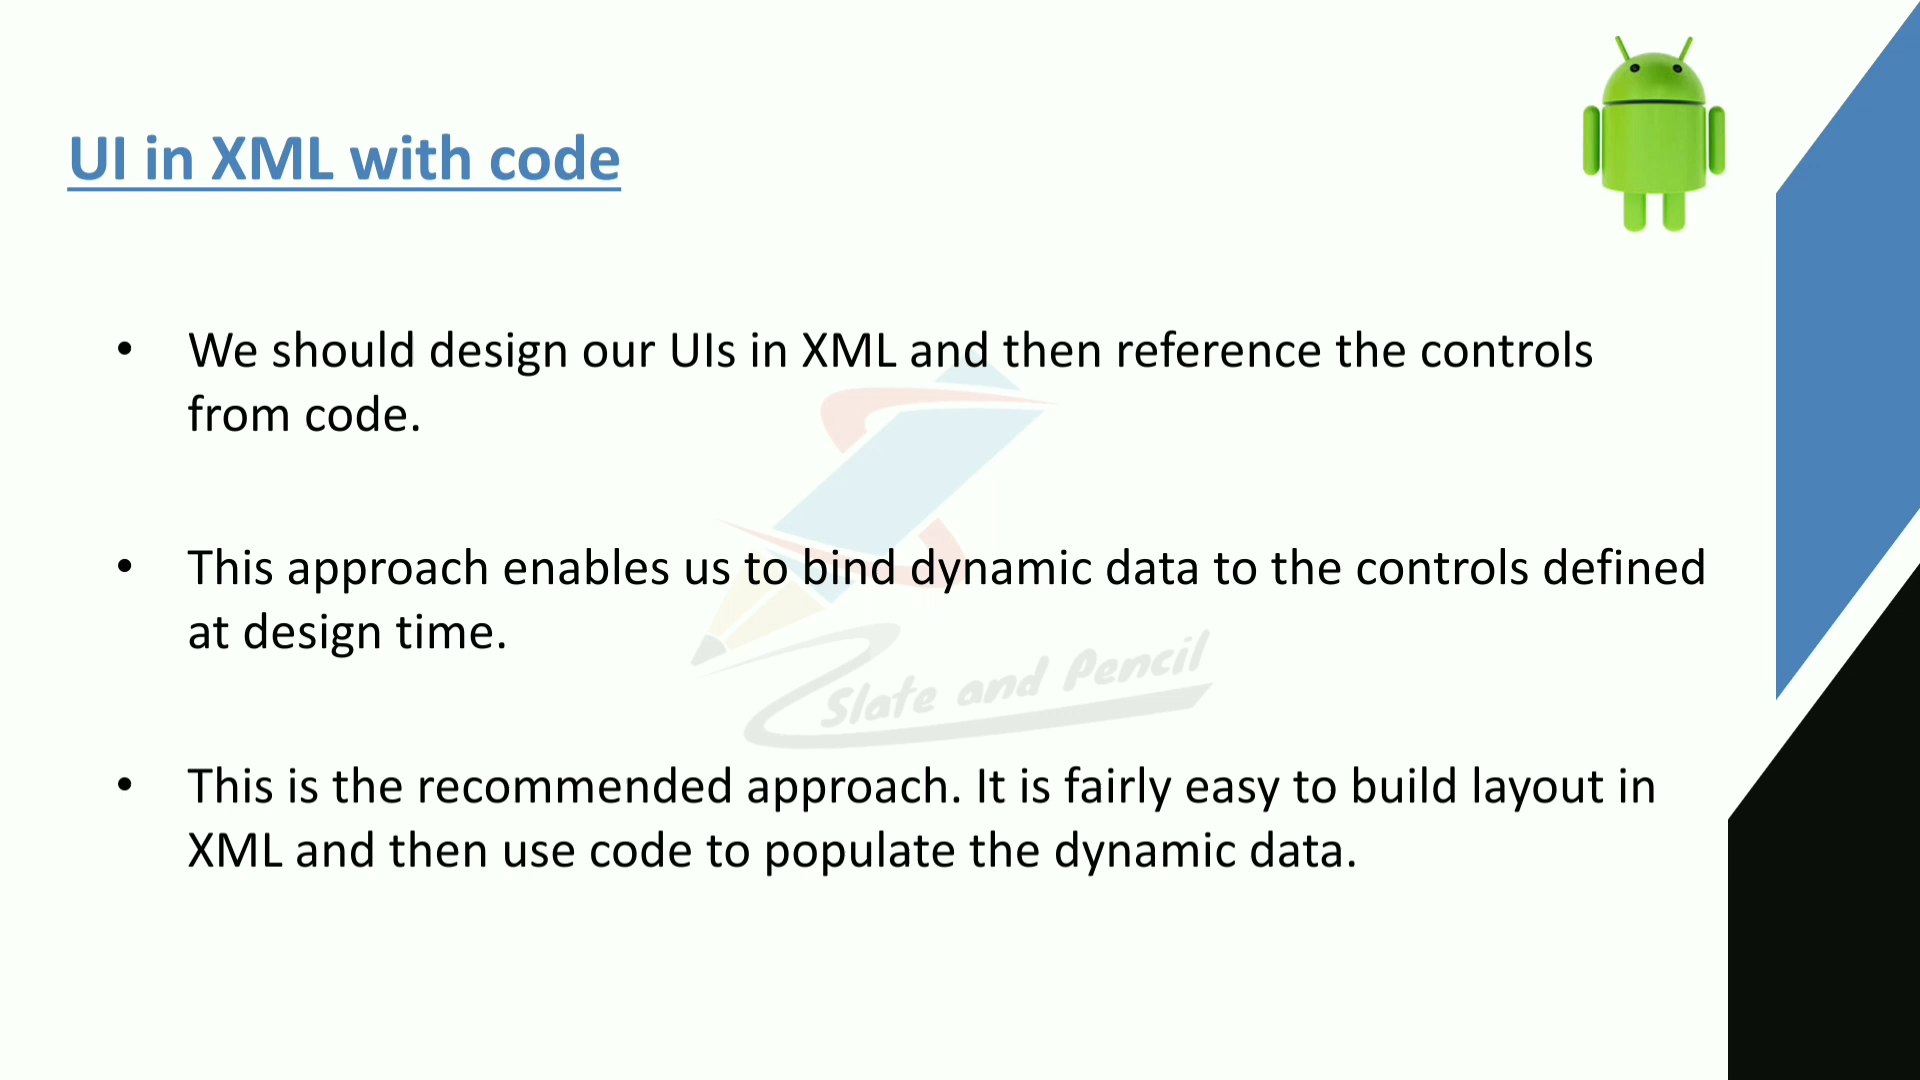 UI in XML with code
• We should design our UIs in XML and then reference the controls
from code.
• This approach enables us to bind dynamic data to the controls defined
at design time.
Slate and Pencil
• This is the recommended approach. It is fairly easy to build layout in
XML and then use code to populate the dynamic data.